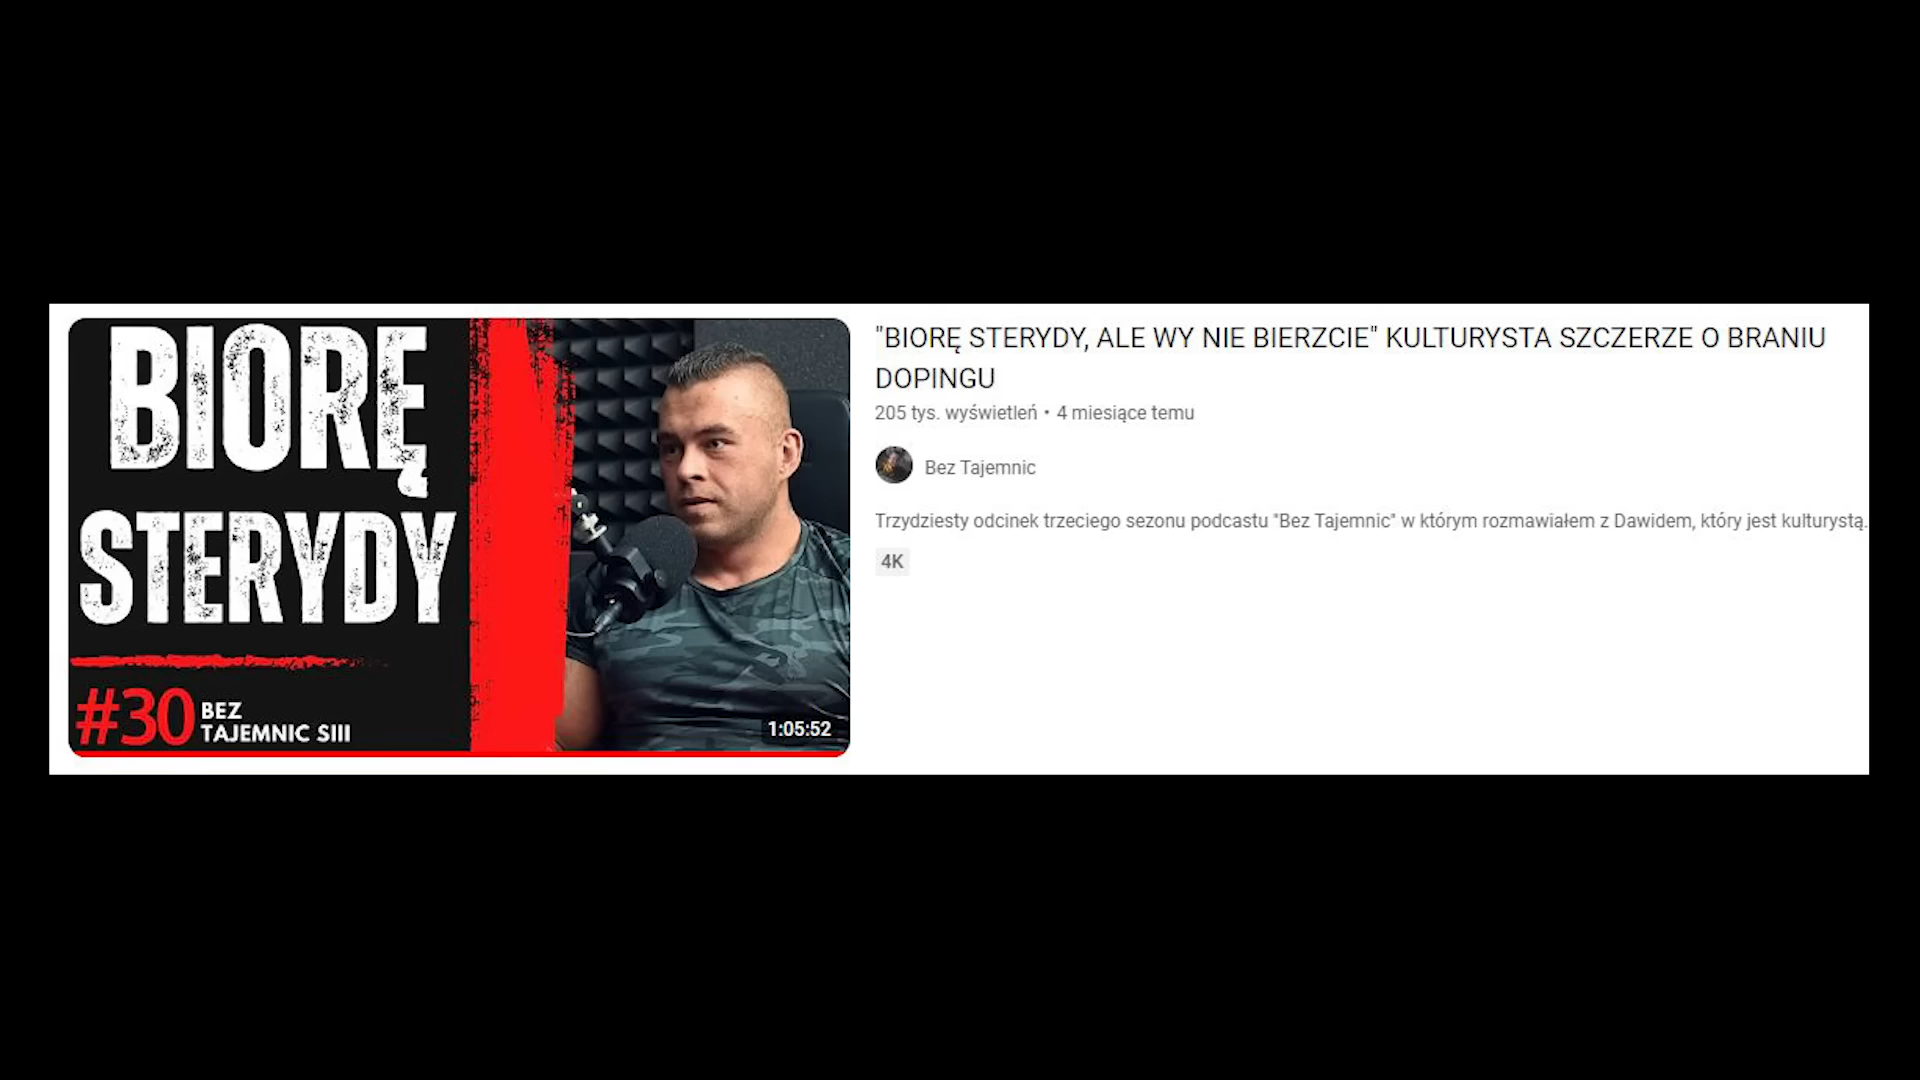 BIORĘ
STERYDY
#30 BEZ
TAJEMNIC SIII
1:05:52
"BIORĘ STERYDY, ALE WY NIE BIERZCIE" KULTURYSTA SZCZERZE O BRANIU
DOPINGU
205 tys. wyświetleń • 4 miesiące temu
Bez Tajemnic
Trzydziesty odcinek trzeciego sezonu podcastu "Bez Tajemnic" w którym rozmawiałem z Dawidem, który jest kulturystą.
4K